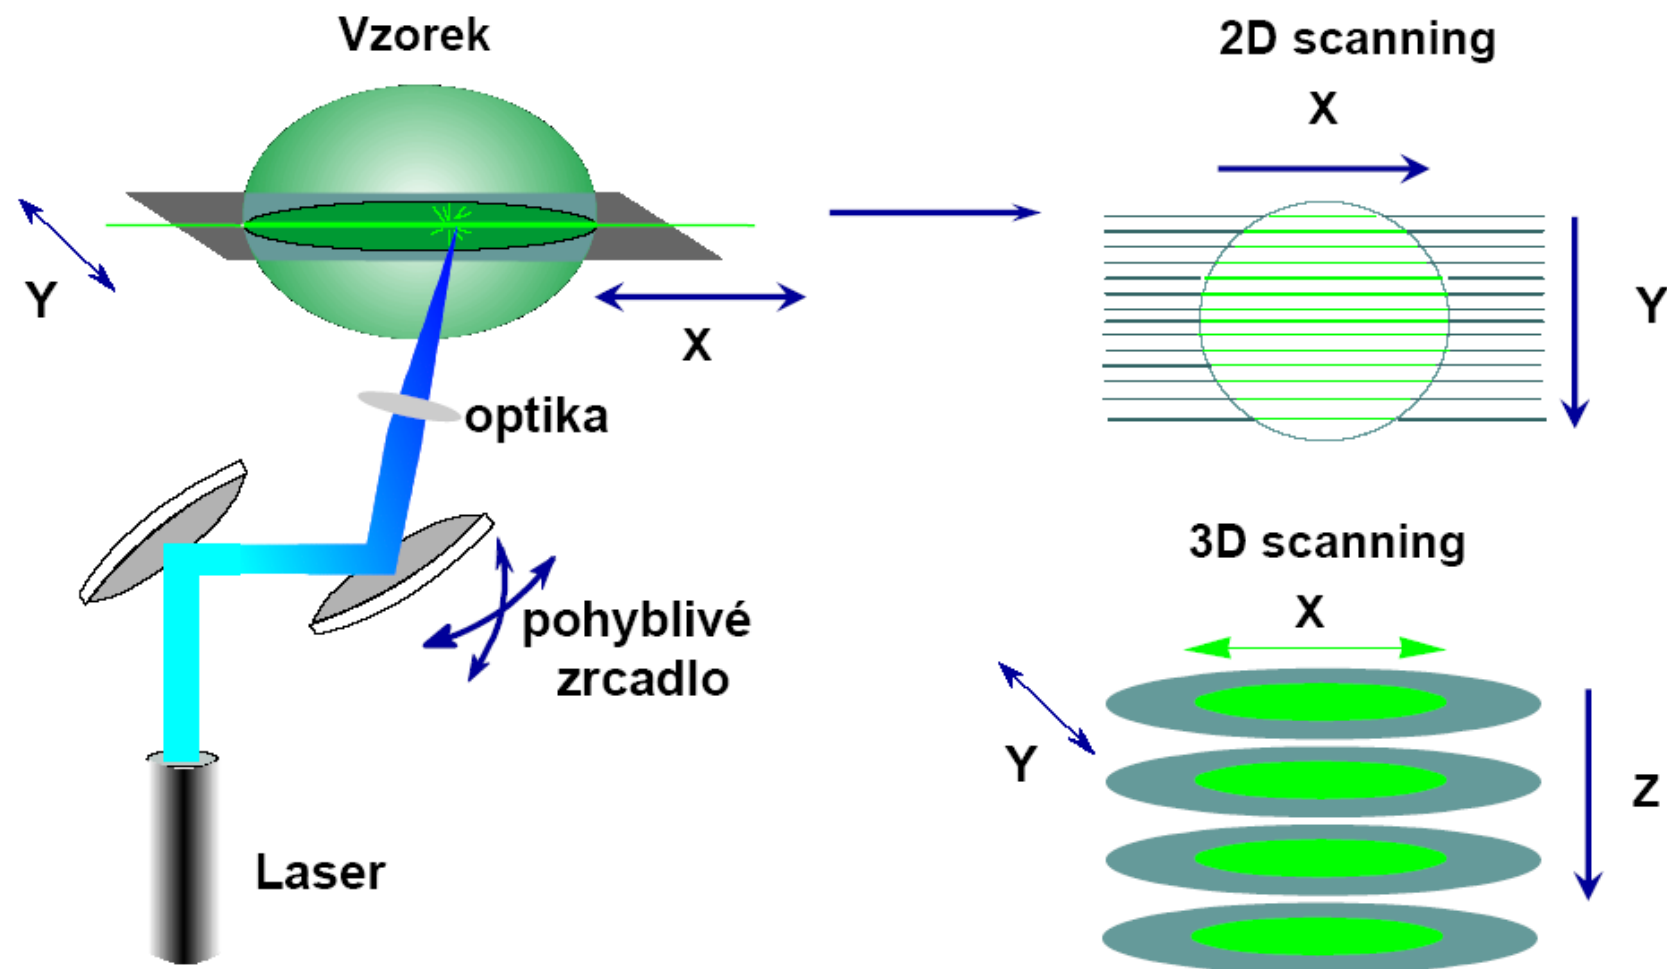 Vzorek
Y
X
optika
pohyblivé
zrcadlo
Laser
2D scanning
X
Y
3D scanning
X
Y
Z